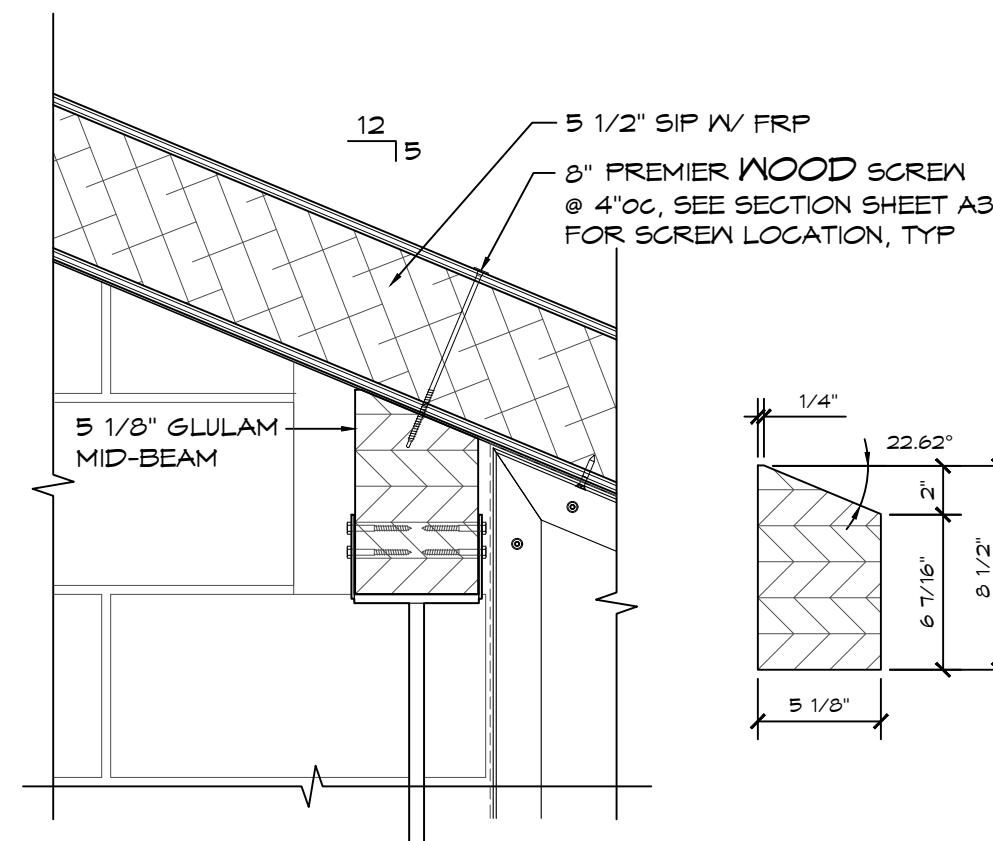 12
5
5 1/2" SIP W/ FRP
8" PREMIER WOOD SCREW
@ 4"OC, SEE SECTION SHEET A3
FOR SCREW LOCATION, TYP
5 1/8" GLULAM
MID-BEAM
1/4"
22.62°
2"
6 7/16"
8 1/2"
5 1/8"